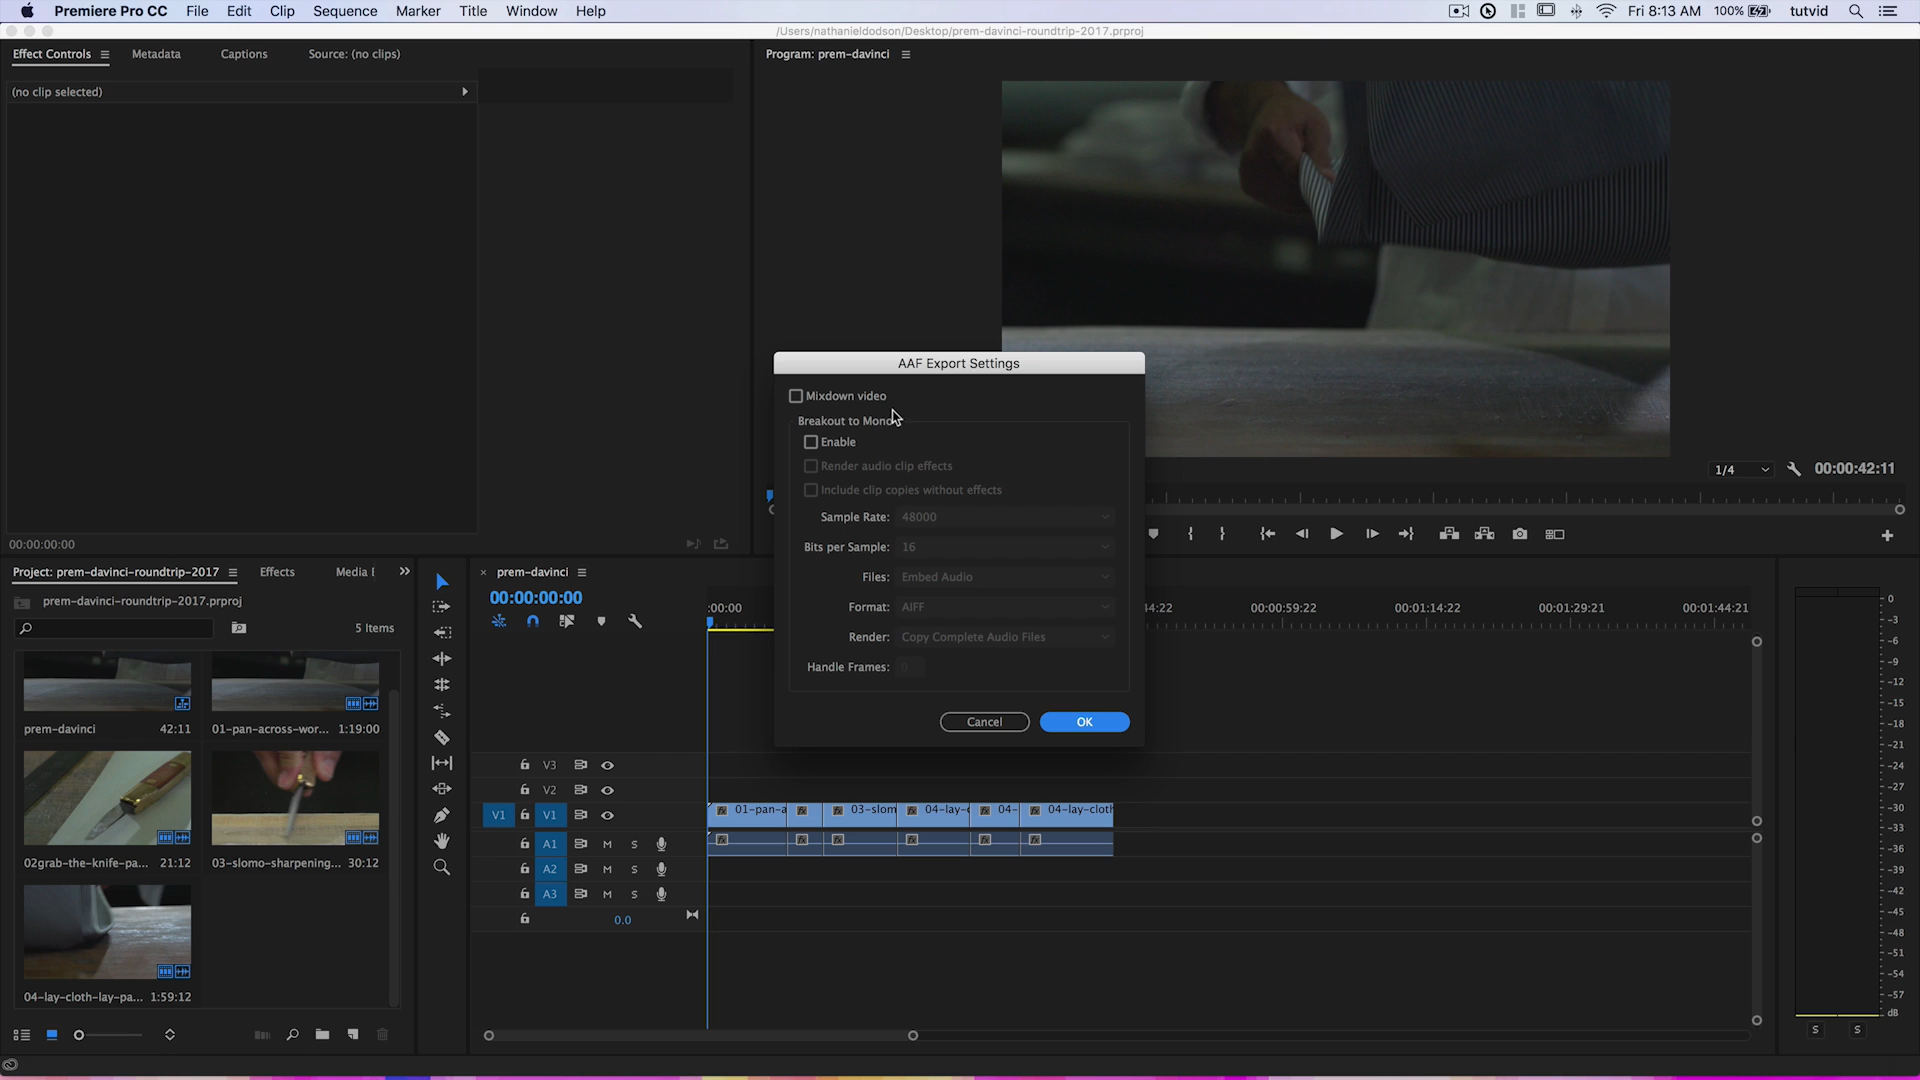 Premiere Pro CC File Edit Clip Sequence Marker Title Window Help Fri 8:13 AM 100% tutvid
/Users/nathanieldodson/Desktop/prem-davinci-roundtrip-2017.prproj
Effect Controls Metadata Captions Source: (no clips)
Program: prem-davinci
(no clip selected)
AAF Export Settings
Mixdown video
Breakout to Mono
Enable
Render audio clip effects
Include clip copies without effects
Sample Rate: 48000
Bits per Sample: 16
Files: Embed Audio
Format: AIFF
Render: Copy Complete Audio Files
Handle Frames: 0
Cancel OK
1/4 00:00:42:11
00:00:00:00
Project: prem-davinci-roundtrip-2017 Effects Media
prem-davinci-roundtrip-2017.prproj
5 Items
prem-davinci 42:11
01-pan-across-wor... 1:19:00
02grab-the-knife-pa... 21:12
03-slomo-sharpening... 30:12
04-lay-cloth-lay-pa... 1:59:12
prem-davinci
00:00:00:00
:00:00 44:22 00:00:59:22 00:01:14:22 00:01:29:21 00:01:44:21
V3
V2
V1 V1
01-pan-a 03-slom 04-lay-c 04- 04-lay-cloth
A1 M S
A2 M S
A3 M S
0.0
0
-3
-6
-9
-12
-15
-18
-21
-24
-27
-30
-33
-36
-39
-42
-45
-48
-51
-54
-57
dB
S S